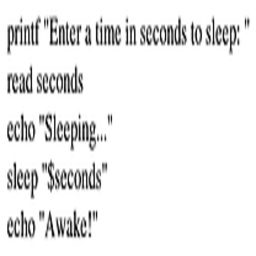 printf "Enter a time in seconds to sleep: "
read seconds
echo "Sleeping..."
sleep "$seconds"
echo "Awake!"